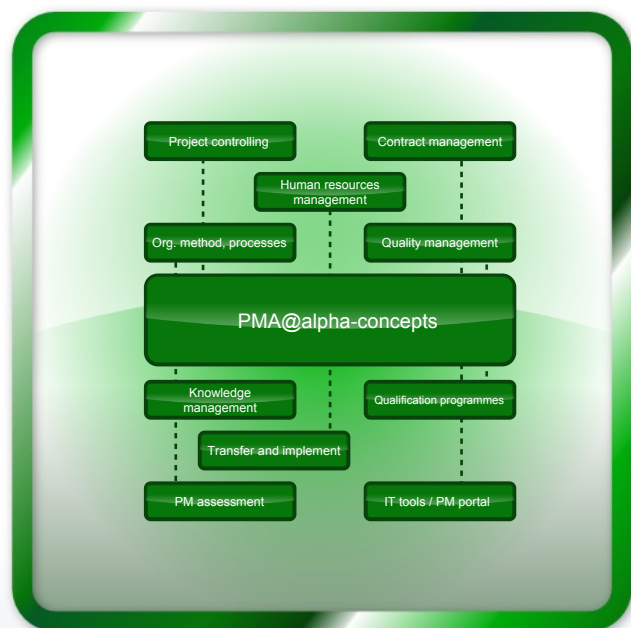 Project controlling
Contract management
Human resources
management
Org. method, processes
Quality management
PMA@alpha-concepts
Knowledge
management
Qualification programmes
Transfer and implement
PM assessment
IT tools / PM portal